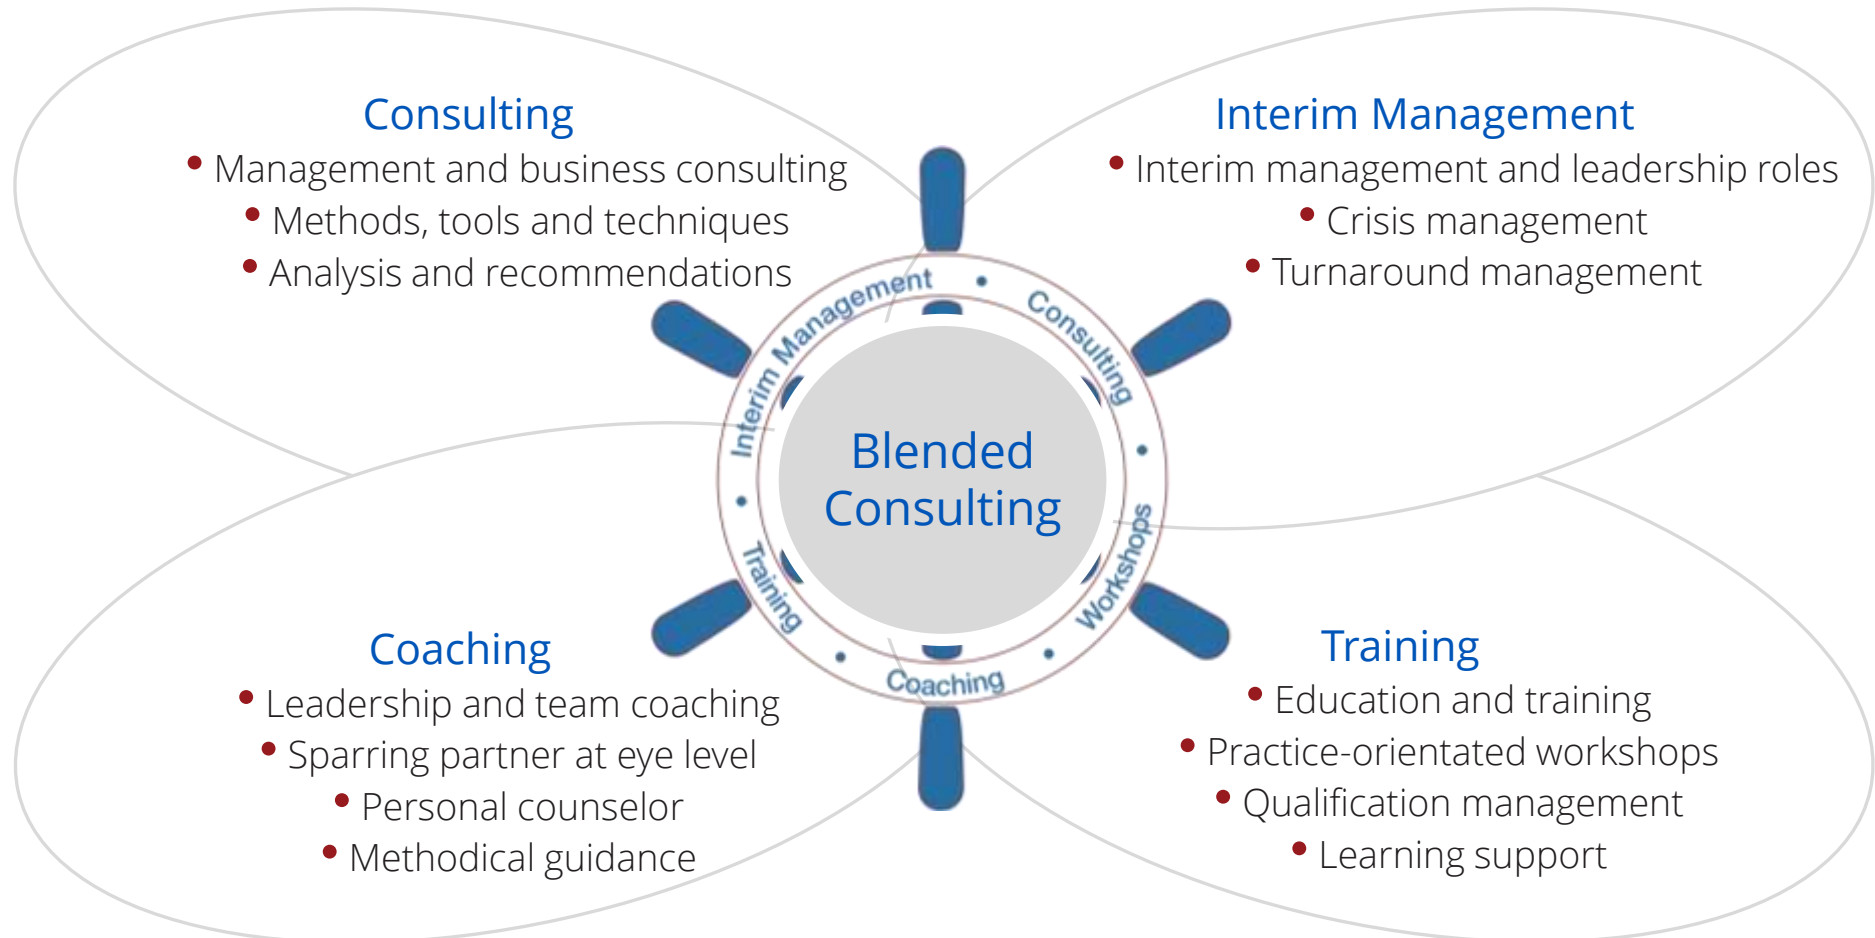 Consulting
• Management and business consulting
• Methods, tools and techniques
• Analysis and recommendations
Interim Management
• Interim management and leadership roles
• Crisis management
• Turnaround management
Interim Management • Consulting • Workshops • Coaching • Training •
Blended
Consulting
Coaching
• Leadership and team coaching
• Sparring partner at eye level
• Personal counselor
• Methodical guidance
Training
• Education and training
• Practice-orientated workshops
• Qualification management
• Learning support